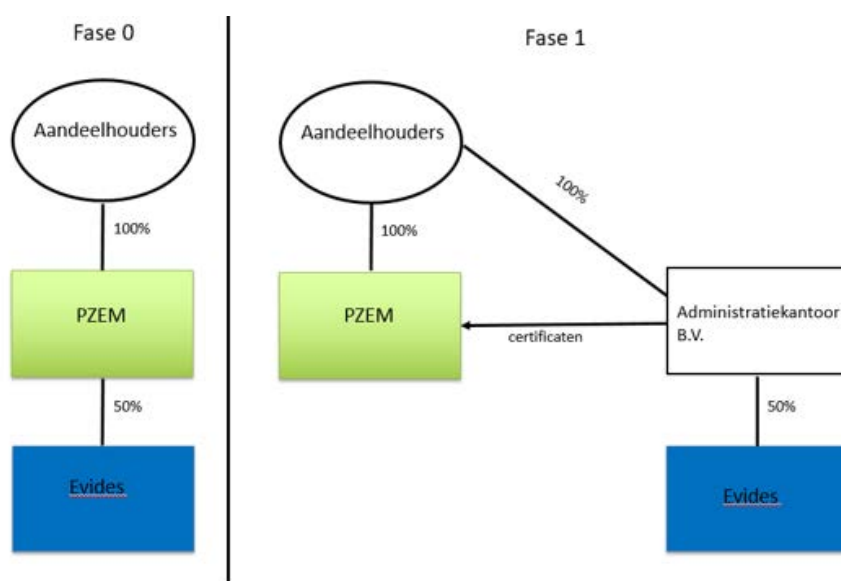 Fase 0
Aandeelhouders
100%
PZEM
50%
Evides
Fase 1
Aandeelhouders
100%
100%
PZEM
certificaten
Administratiekantoor
B.V.
50%
Evides